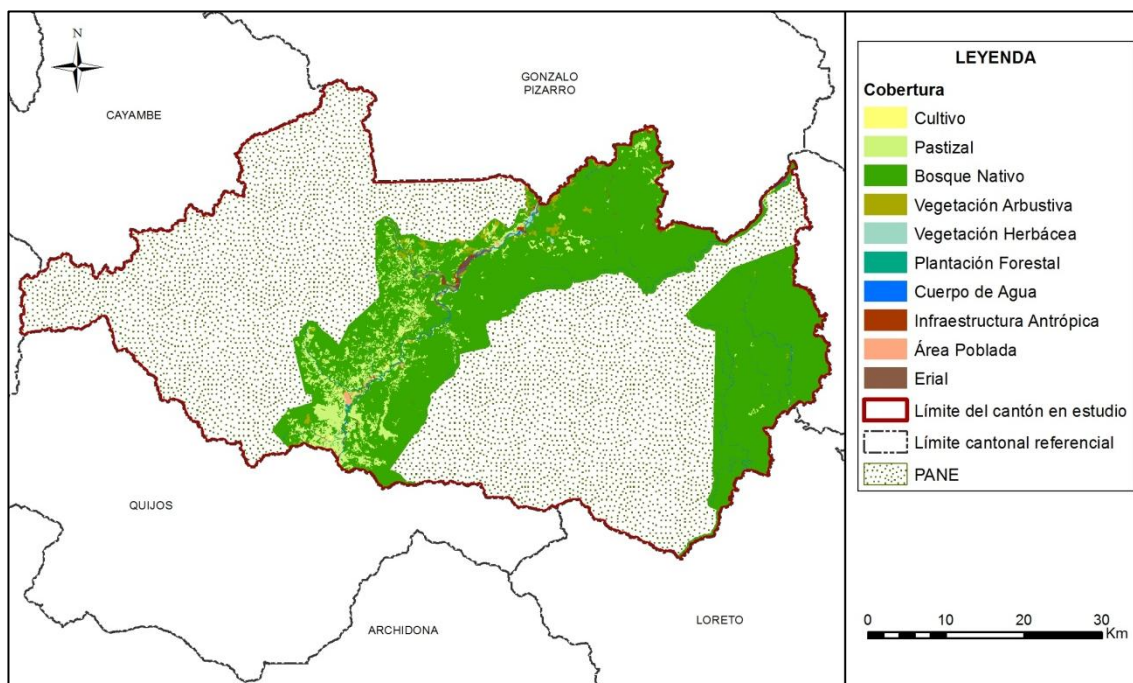 N
CAYAMBE
GONZALO
PIZARRO
QUIJOS
ARCHIDONA
LORETO
LEYENDA
Cobertura
Cultivo
Pastizal
Bosque Nativo
Vegetación Arbustiva
Vegetación Herbácea
Plantación Forestal
Cuerpo de Agua
Infraestructura Antrópica
Área Poblada
Erial
Límite del cantón en estudio
Límite cantonal referencial
PANE
0 10 20 30
Km